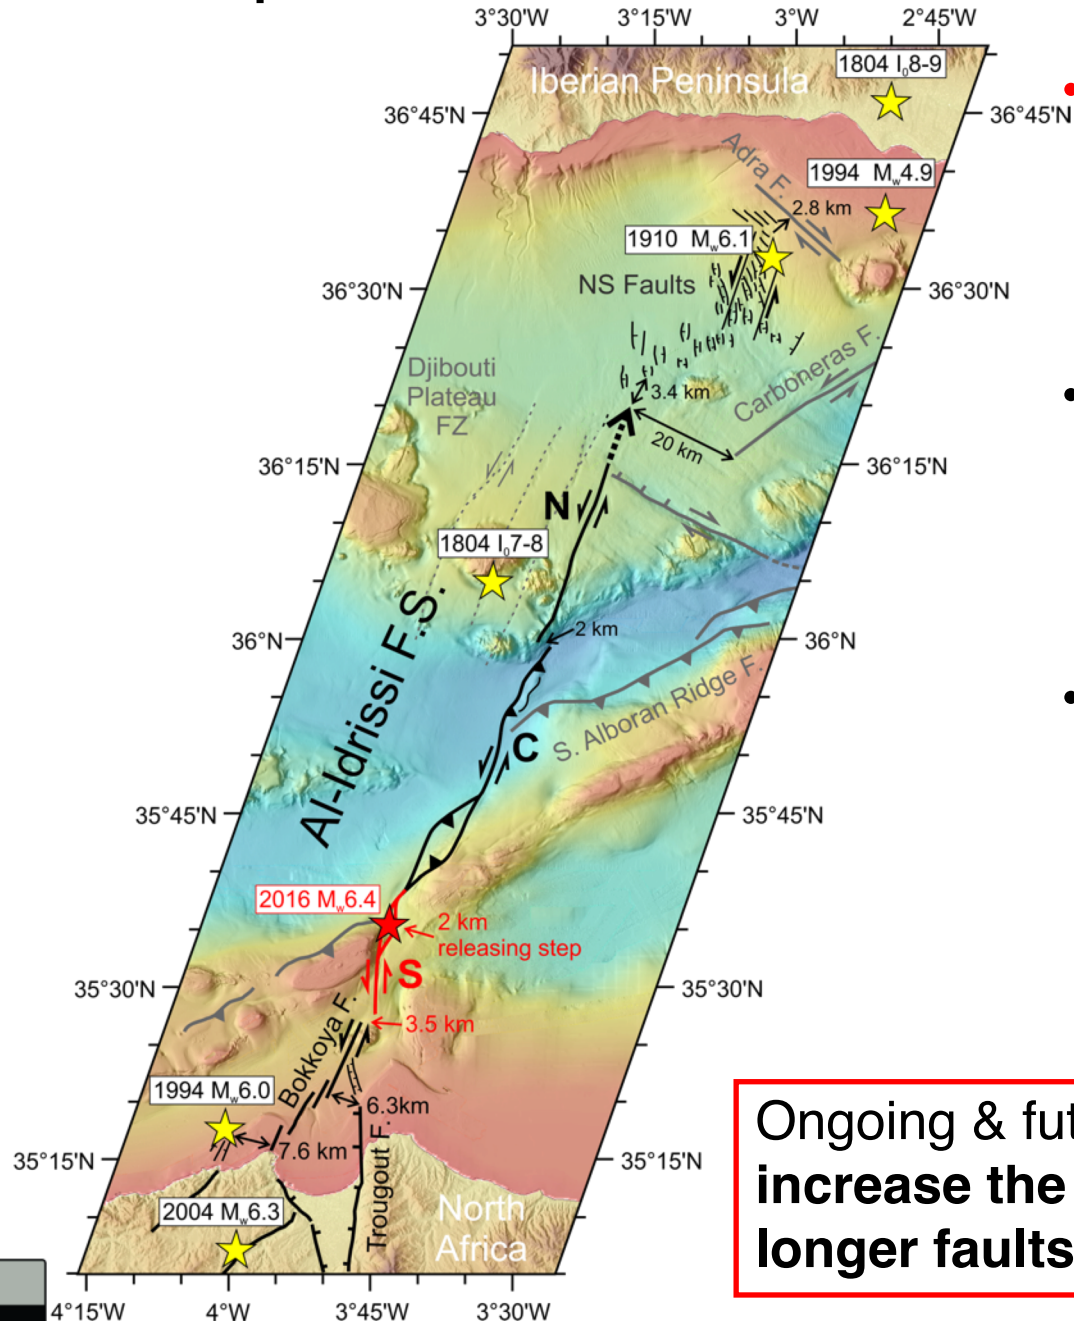 3°30'W 3°15'W 3°W 2°45'W
1804 I₀8-9
Iberian Peninsula
36°45'N 36°45'N
Adra F.
1994 Mw4.9
2.8 km
1910 Mw6.1
NS Faults
36°30'N 36°30'N
Djibouti
Plateau
FZ
Carboneras F.
3.4 km
20 km
36°15'N 36°15'N
N
1804 I₀7-8
Al-Idrissi F.S.
2 km
36°N 36°N
S. Alboran Ridge F.
C
35°45'N 35°45'N
2016 Mw6.4
2 km
releasing step
S
35°30'N 35°30'N
3.5 km
Bokkoya F.
1994 Mw6.0
6.3km
7.6 km
Trougout F.
35°15'N 35°15'N
2004 Mw6.3
North
Africa
4°15'W 4°W 3°45'W 3°30'W
Ongoing & fut
increase the
longer faults